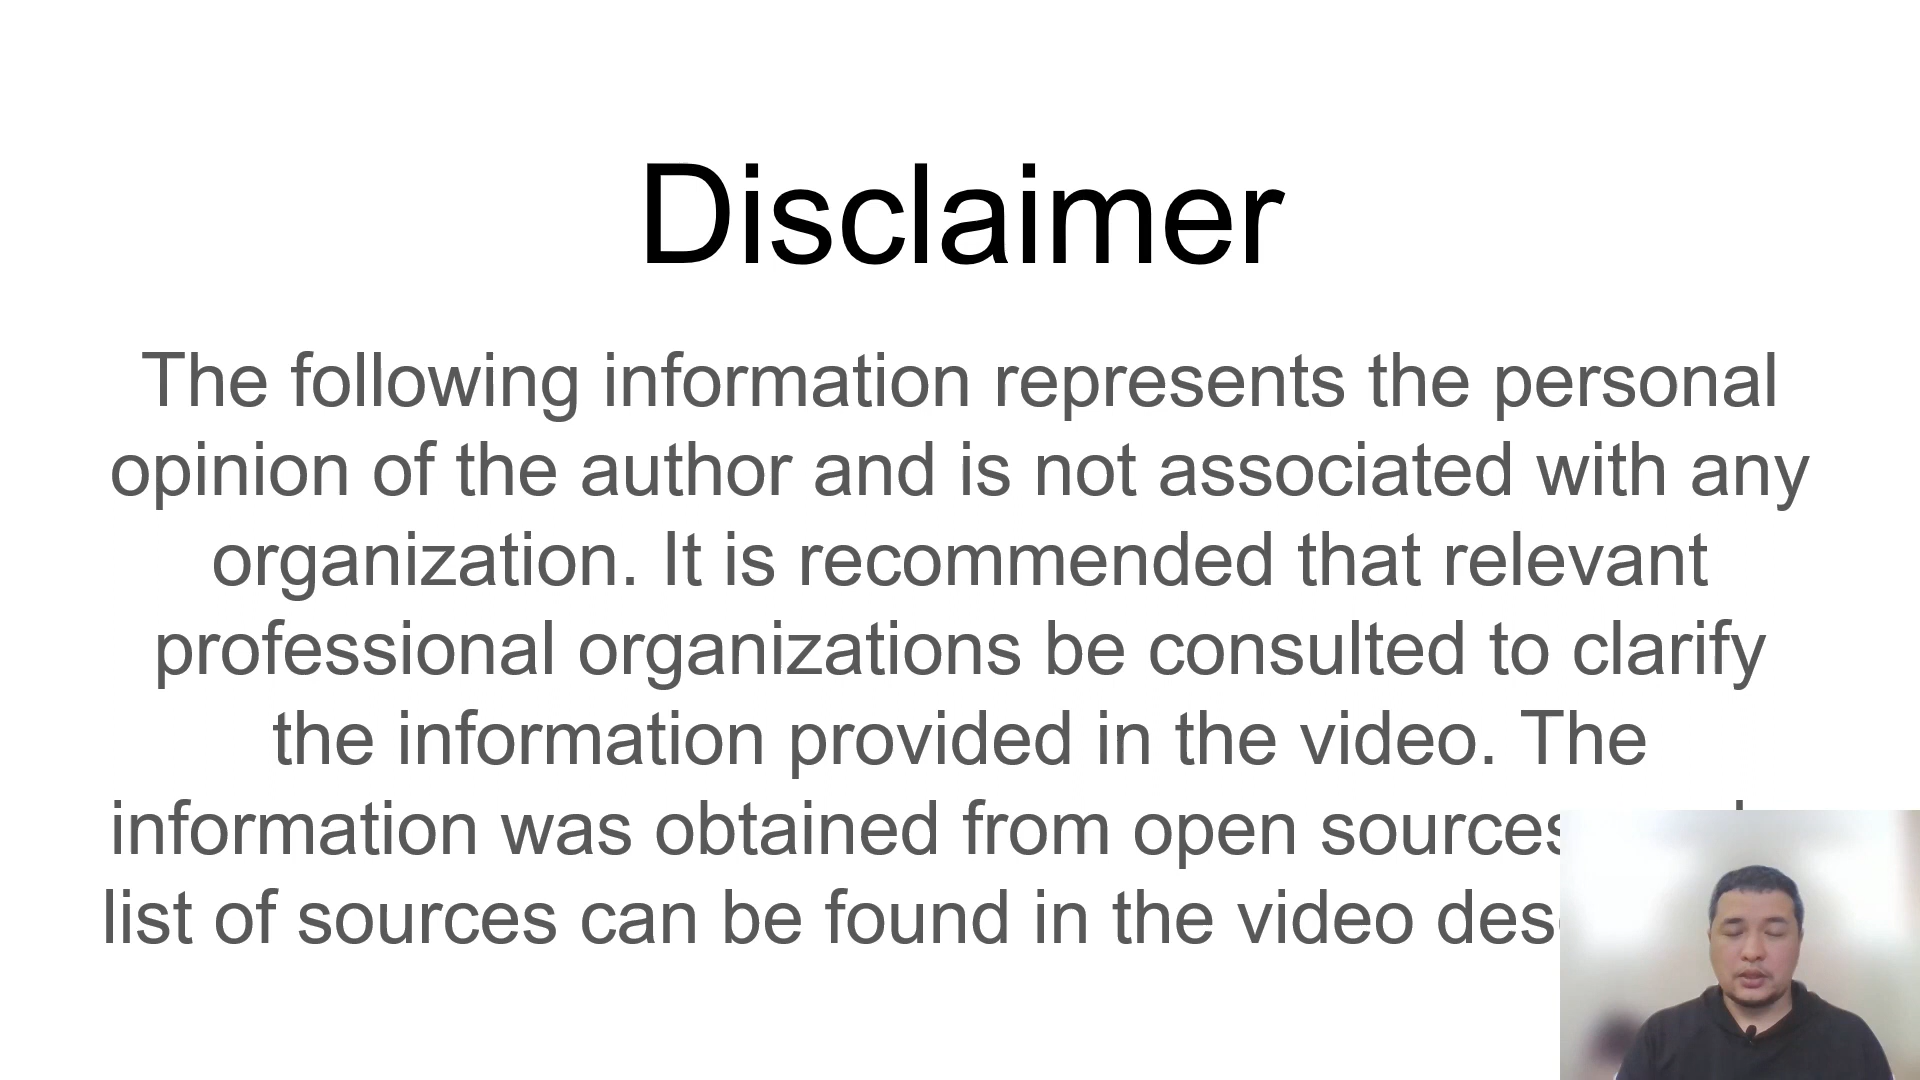 Disclaimer
The following information represents the personal
opinion of the author and is not associated with any
organization. It is recommended that relevant
professional organizations be consulted to clarify
the information provided in the video. The
information was obtained from open sources
list of sources can be found in the video